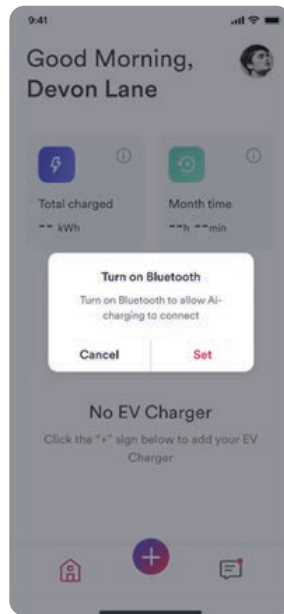 9:41
Good Morning,
Devon Lane
Total charged
-- kWh
Month time
--h --min
Turn on Bluetooth
Turn on Bluetooth to allow Ai-
charging to connect
Cancel Set
No EV Charger
Click the "+" sign below to add your EV
Charger